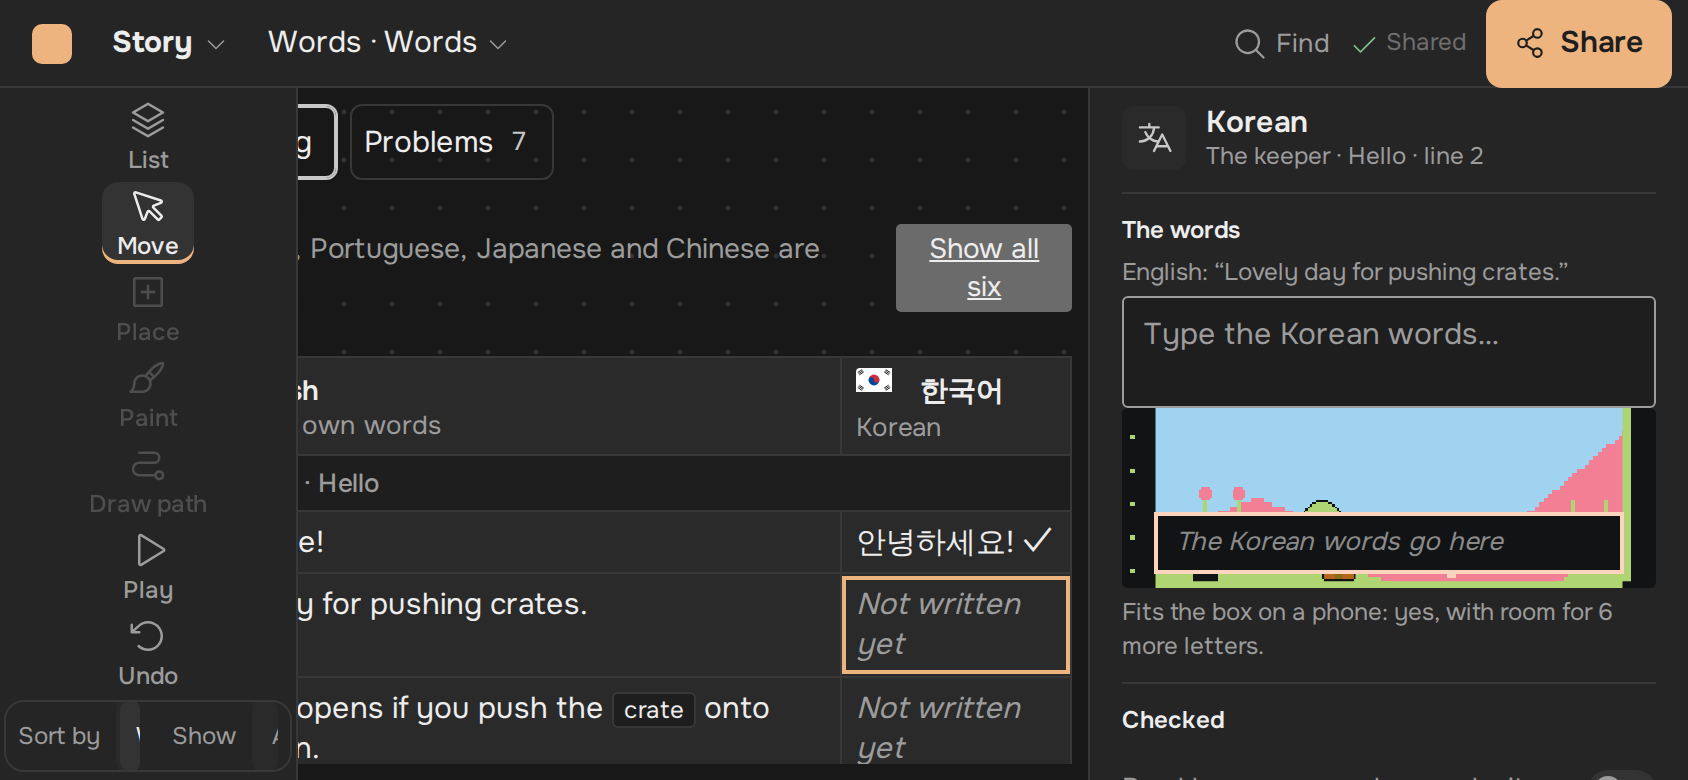 Story
Words · Words
Find
Shared
Share
List
Move
Place
Paint
Draw path
Play
Undo
Sort by
Show
g
Problems 7
, Portuguese, Japanese and Chinese are
Show all
six
sh
own words
한국어
Korean
· Hello
e!
안녕하세요! ✓
y for pushing crates.
Not written
yet
opens if you push the crate onto
n.
Not written
yet
Korean
The keeper · Hello · line 2
The words
English: “Lovely day for pushing crates.”
Type the Korean words...
The Korean words go here
Fits the box on a phone: yes, with room for 6
more letters.
Checked